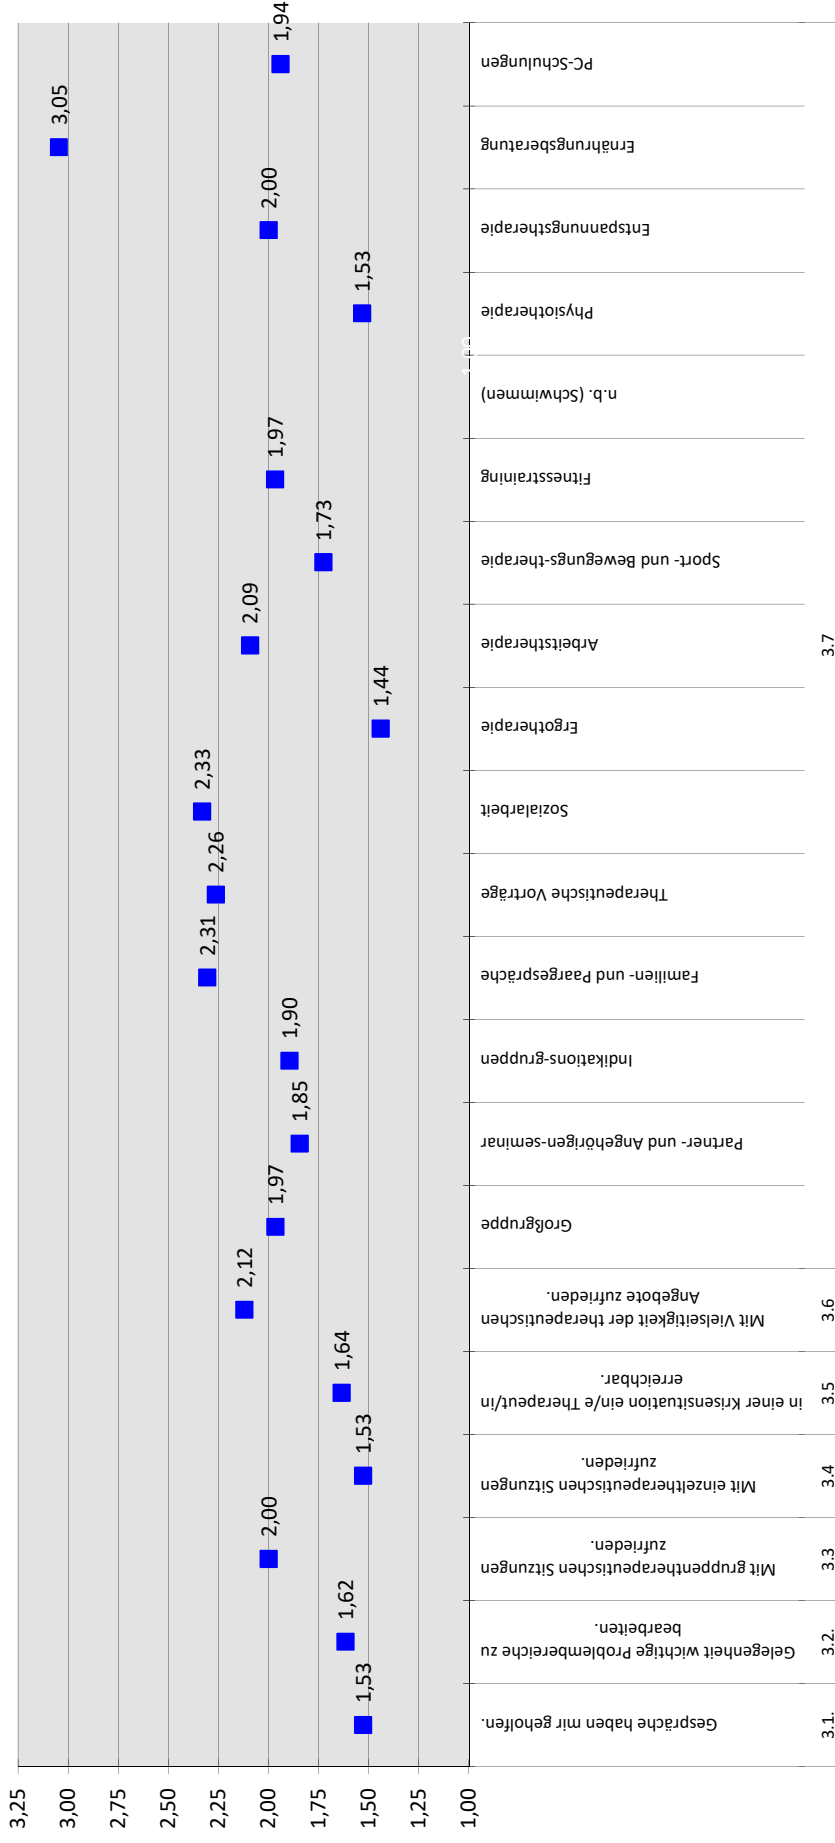 3,25
3,00
2,75
2,50
2,25
2,00
1,75
1,50
1,25
1,00
1,53
1,62
2,00
1,53
1,64
2,12
1,97
1,85
1,90
2,31
2,26
2,33
1,44
2,09
1,73
1,97
1,00
1,53
2,00
3,05
1,94
Gespräche haben mir geholfen.
Gelegenheit wichtige Problembereiche zu
bearbeiten.
Mit gruppentherapeutischen Sitzungen
zufrieden.
Mit einzeltherapeutischen Sitzungen
zufrieden.
in einer Krisensituation ein/e Therapeut/in
erreichbar.
Mit Vielseitigkeit der therapeutischen
Angebote zufrieden.
Großgruppe
Partner- und Angehörigen-seminar
Indikations-gruppen
Familien- und Paargespräche
Therapeutische Vorträge
Sozialarbeit
Ergotherapie
Arbeitstherapie
Sport- und Bewegungs-therapie
Fitnesstraining
n.b. (Schwimmen)
Physiotherapie
Entspannungstherapie
Ernährungsberatung
PC-Schulungen
3.1.
3.2.
3.3
3.4
3.5
3.6
3.7